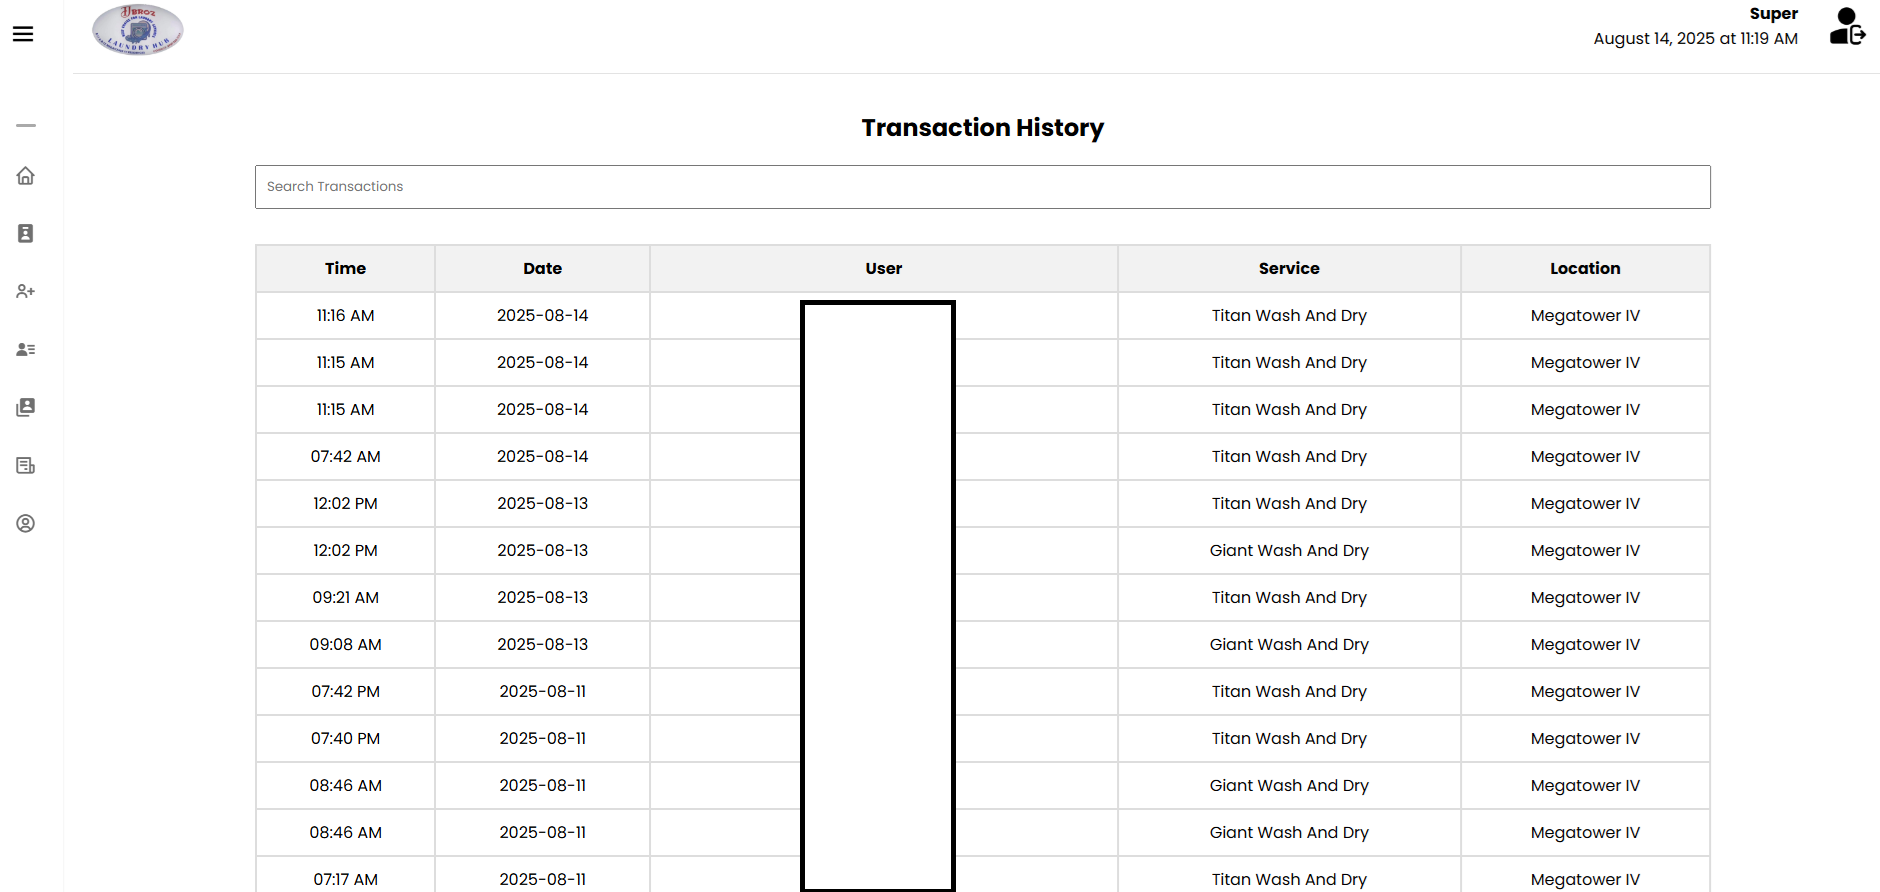 BROZ
LAUNDRY HUB
Super
August 14, 2025 at 11:19 AM
Transaction History
Search Transactions
Time Date User Service Location
11:16 AM 2025-08-14 Titan Wash And Dry Megatower IV
11:15 AM 2025-08-14 Titan Wash And Dry Megatower IV
11:15 AM 2025-08-14 Titan Wash And Dry Megatower IV
07:42 AM 2025-08-14 Titan Wash And Dry Megatower IV
12:02 PM 2025-08-13 Titan Wash And Dry Megatower IV
12:02 PM 2025-08-13 Giant Wash And Dry Megatower IV
09:21 AM 2025-08-13 Titan Wash And Dry Megatower IV
09:08 AM 2025-08-13 Giant Wash And Dry Megatower IV
07:42 PM 2025-08-11 Titan Wash And Dry Megatower IV
07:40 PM 2025-08-11 Titan Wash And Dry Megatower IV
08:46 AM 2025-08-11 Giant Wash And Dry Megatower IV
08:46 AM 2025-08-11 Giant Wash And Dry Megatower IV
07:17 AM 2025-08-11 Titan Wash And Dry Megatower IV